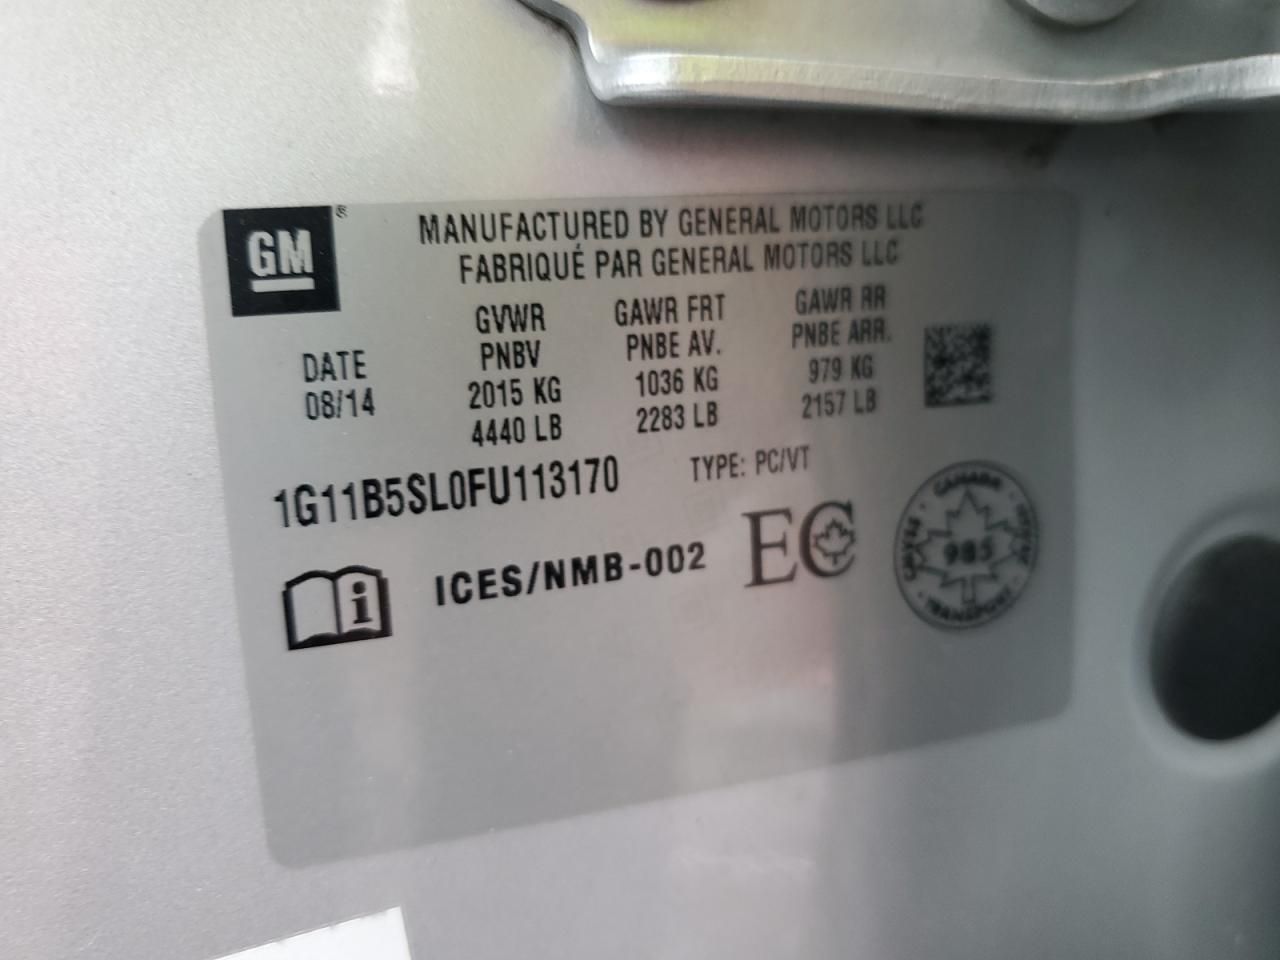 GM®
MANUFACTURED BY GENERAL MOTORS LLC
FABRIQUÉ PAR GENERAL MOTORS LLC
DATE
08/14
GVWR
PNBV
2015 KG
4440 LB
GAWR FRT
PNBE AV.
1036 KG
2283 LB
GAWR RR
PNBE ARR.
979 KG
2157 LB
1G11B5SL0FU113170
TYPE: PC/VT
i
ICES/NMB-002
EC
CANADA
985
TRANSPORT